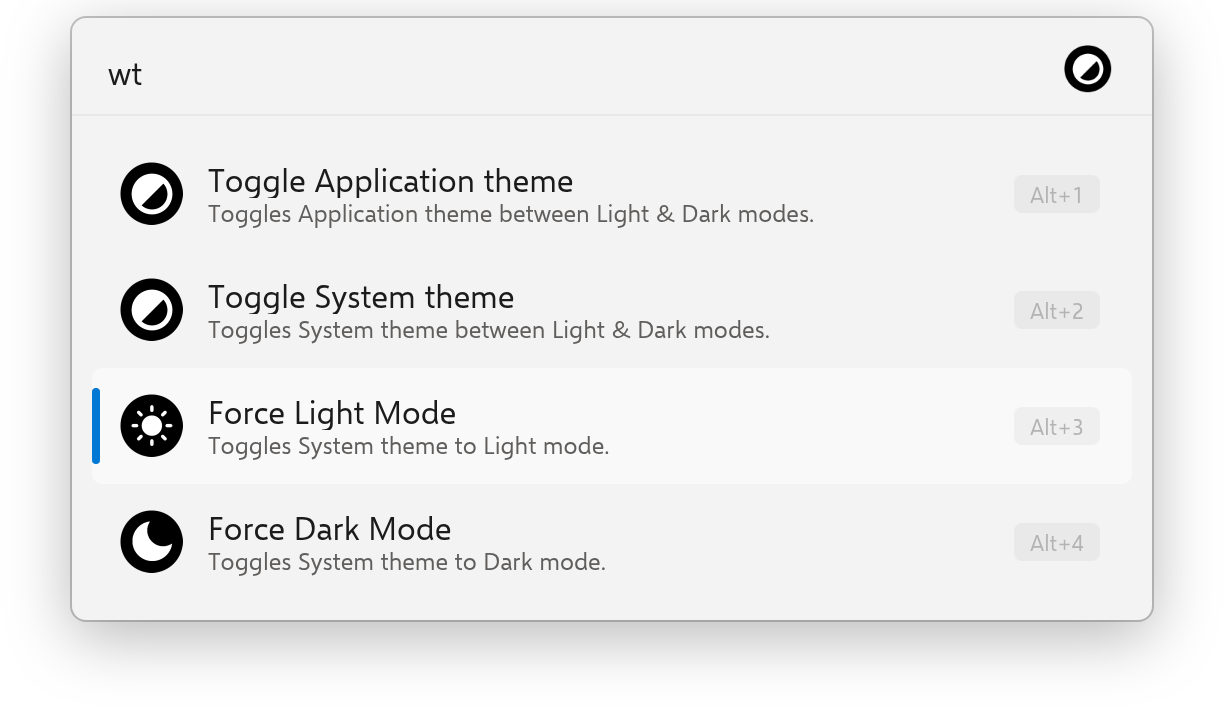 wt
Toggle Application theme
Toggles Application theme between Light & Dark modes.
Alt+1
Toggle System theme
Toggles System theme between Light & Dark modes.
Alt+2
Force Light Mode
Toggles System theme to Light mode.
Alt+3
Force Dark Mode
Toggles System theme to Dark mode.
Alt+4